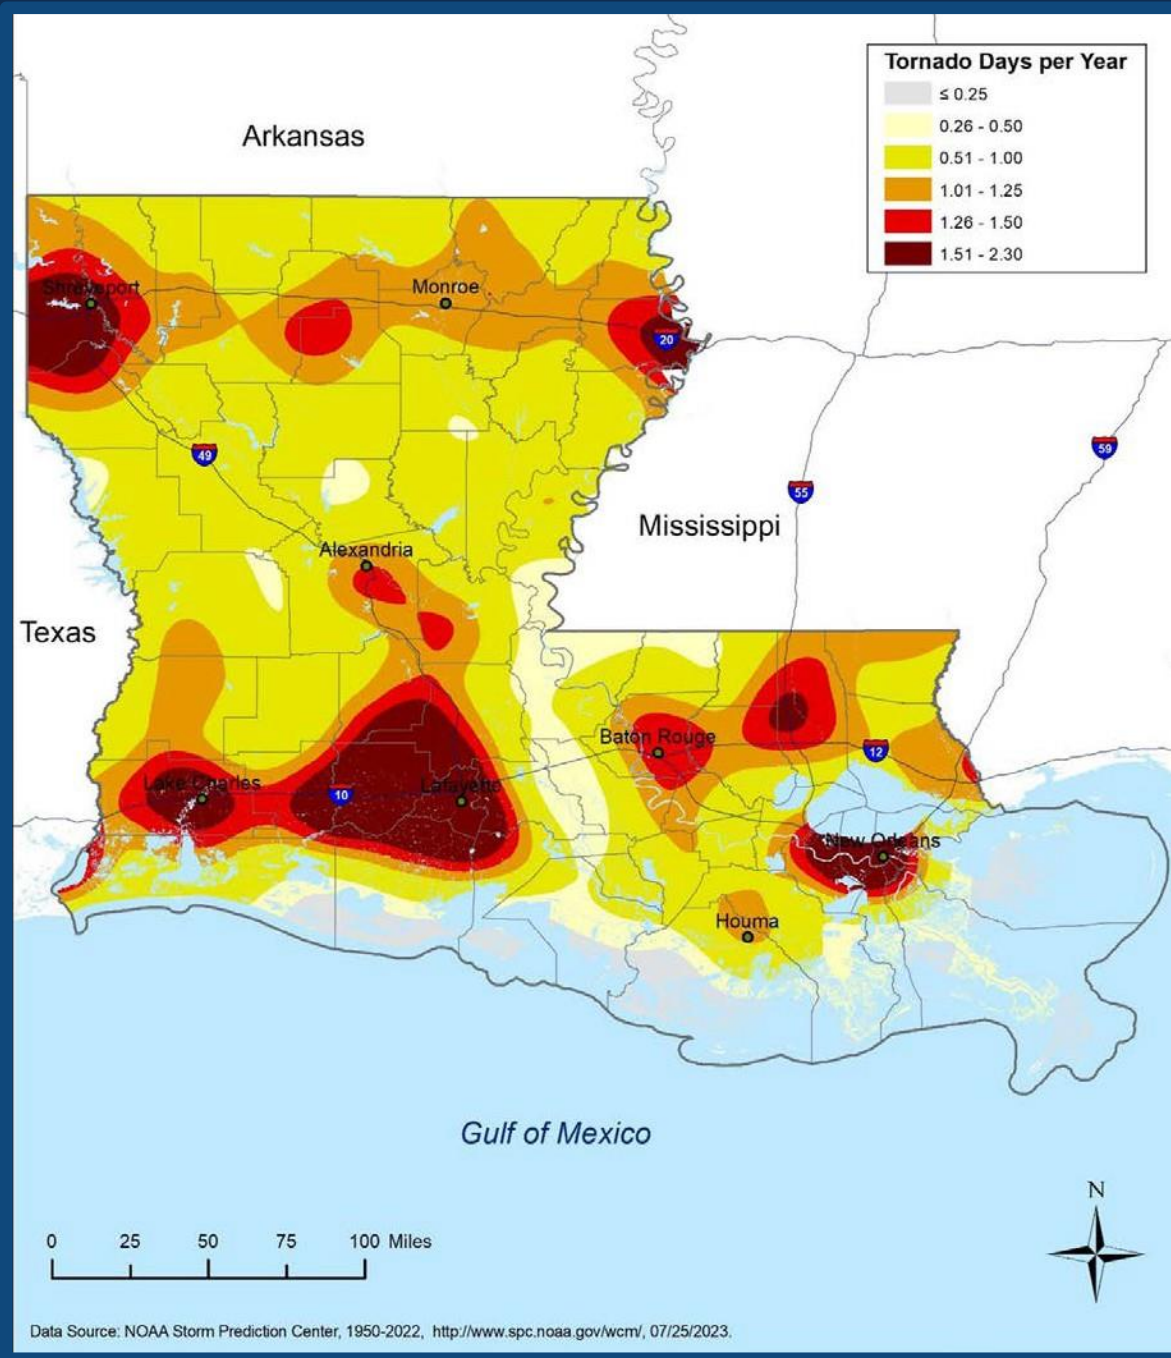 Tornado Days per Year
≤ 0.25
0.26 - 0.50
0.51 - 1.00
1.01 - 1.25
1.26 - 1.50
1.51 - 2.30
Arkansas
Shreveport
Monroe
20
49
59
55
Mississippi
Alexandria
Texas
Baton Rouge
12
Lake Charles
10
Lafayette
New Orleans
Houma
Gulf of Mexico
N
0 25 50 75 100 Miles
Data Source: NOAA Storm Prediction Center, 1950-2022, http://www.spc.noaa.gov/wcm/, 07/25/2023.